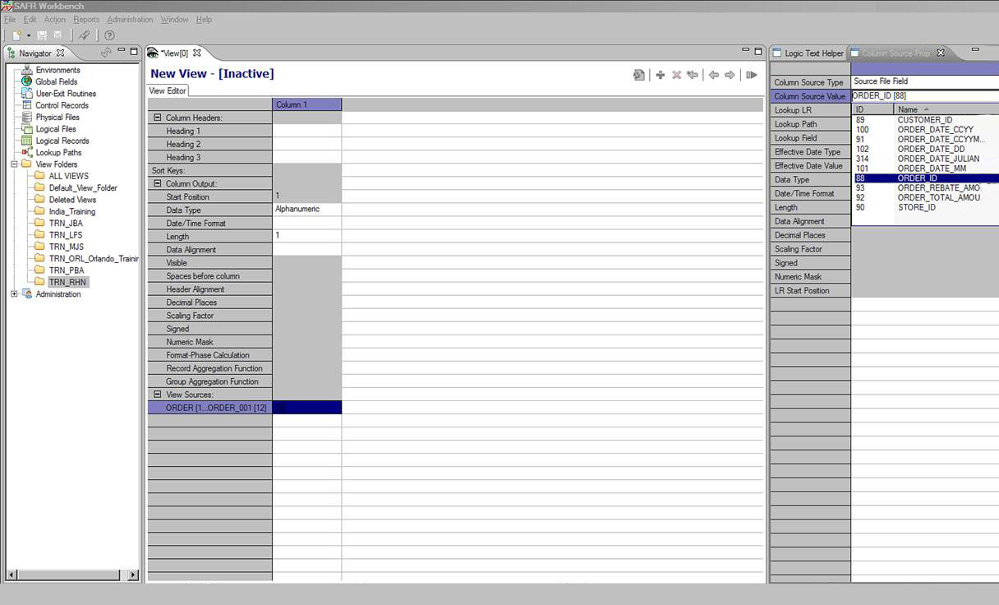 SAFR Workbench
File Edit Action Reports Administration Window Help
Navigator
Environments
Global Fields
User-Exit Routines
Control Records
Physical Files
Logical Files
Logical Records
Lookup Paths
View Folders
ALL VIEWS
Default_View_Folder
Deleted Views
India_Training
TRN_JBA
TRN_LFS
TRN_MJS
TRN_ORL_Orlando_Trainin
TRN_PBA
TRN_RHN
Administration
*View[0]
New View - [Inactive]
View Editor
Column 1
Column Headers:
Heading 1
Heading 2
Heading 3
Sort Keys:
Column Output:
Start Position 1
Data Type Alphanumeric
Date/Time Format
Length 1
Data Alignment
Visible
Spaces before column
Header Alignment
Decimal Places
Scaling Factor
Signed
Numeric Mask
Format-Phase Calculation
Record Aggregation Function
Group Aggregation Function
View Sources:
ORDER [1...ORDER_001 [12]
Logic Text Helper Column Source Prop
Column Source Type Source File Field
Column Source Value ORDER_ID [88]
Lookup LR
Lookup Path
Lookup Field
Effective Date Type
Effective Date Value
Data Type
Date/Time Format
Length
Data Alignment
Decimal Places
Scaling Factor
Signed
Numeric Mask
LR Start Position
ID Name
89 CUSTOMER_ID
100 ORDER_DATE_CCYY
91 ORDER_DATE_CCYYM...
102 ORDER_DATE_DD
314 ORDER_DATE_JULIAN
101 ORDER_DATE_MM
88 ORDER_ID
93 ORDER_REBATE_AMO
92 ORDER_TOTAL_AMOU
90 STORE_ID